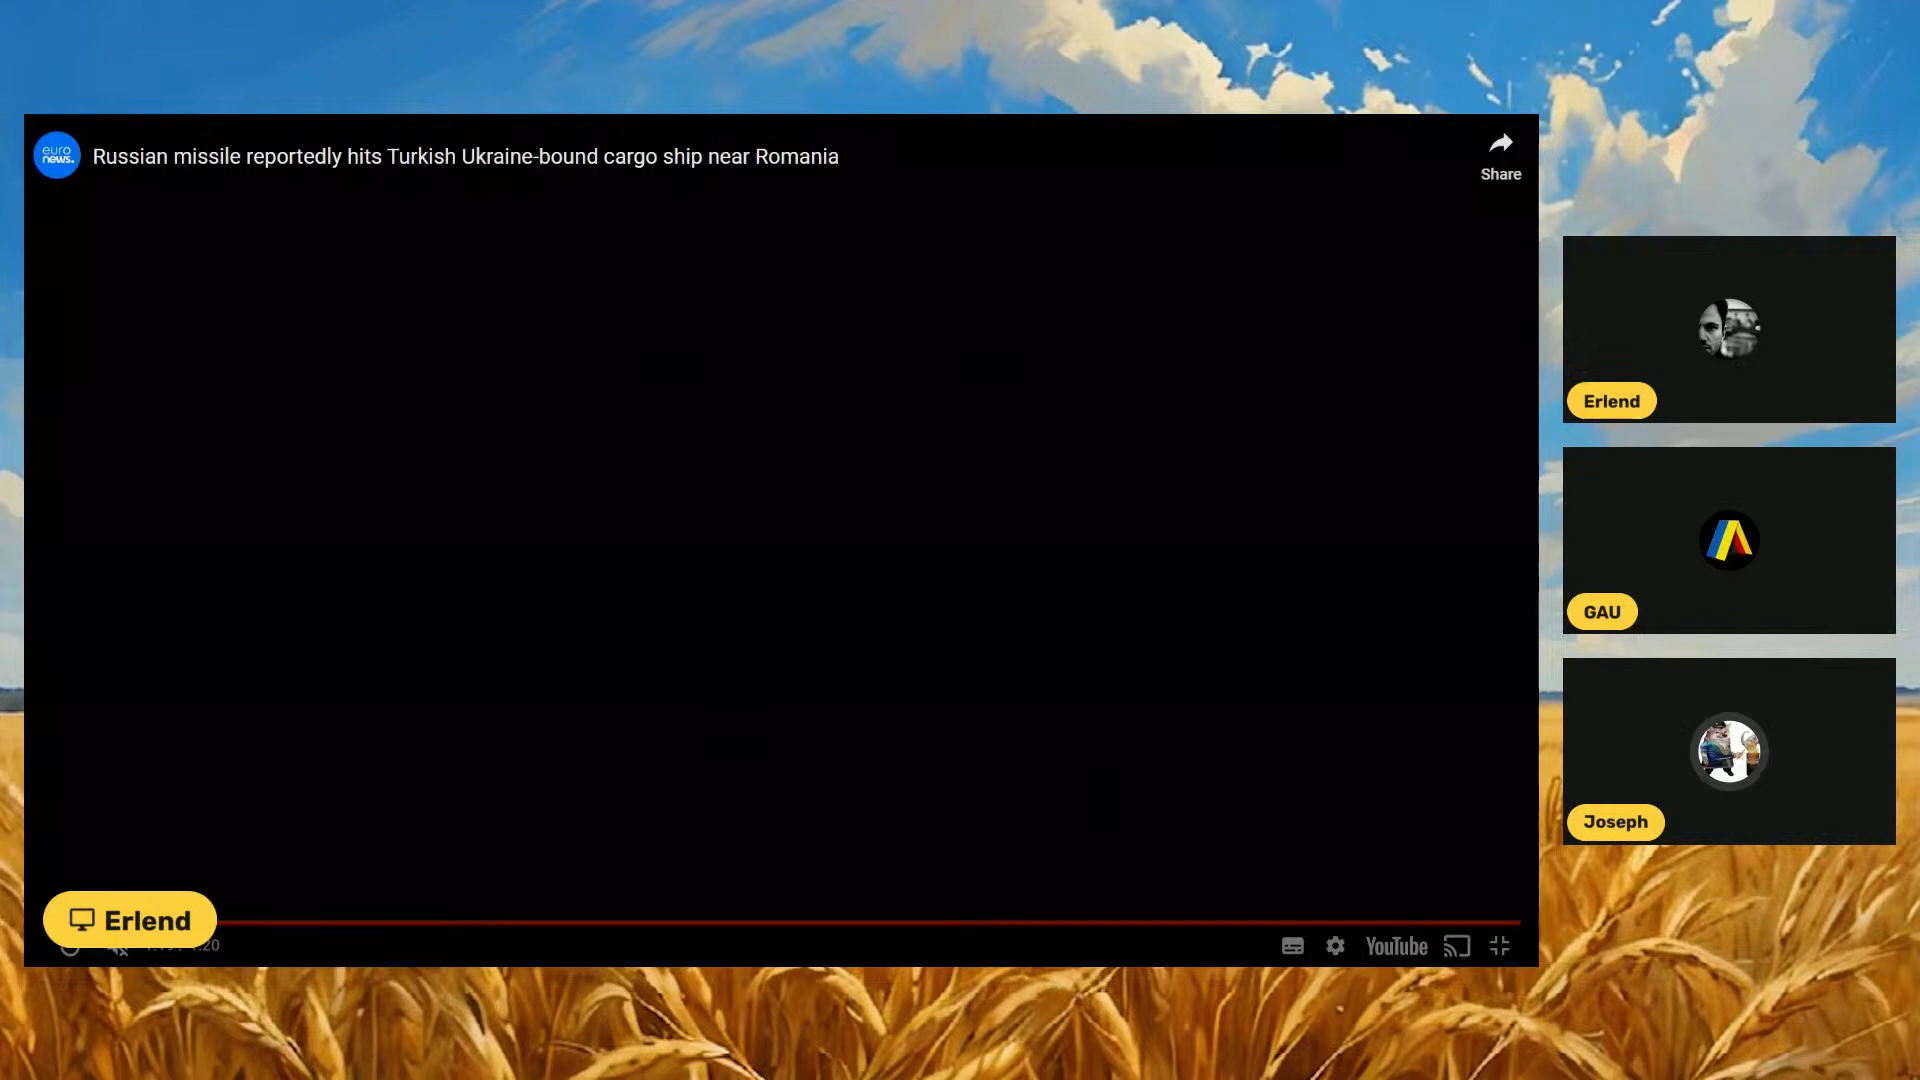 euro
news.
Russian missile reportedly hits Turkish Ukraine-bound cargo ship near Romania
Share
Erlend
GAU
Joseph
Erlend
YouTube